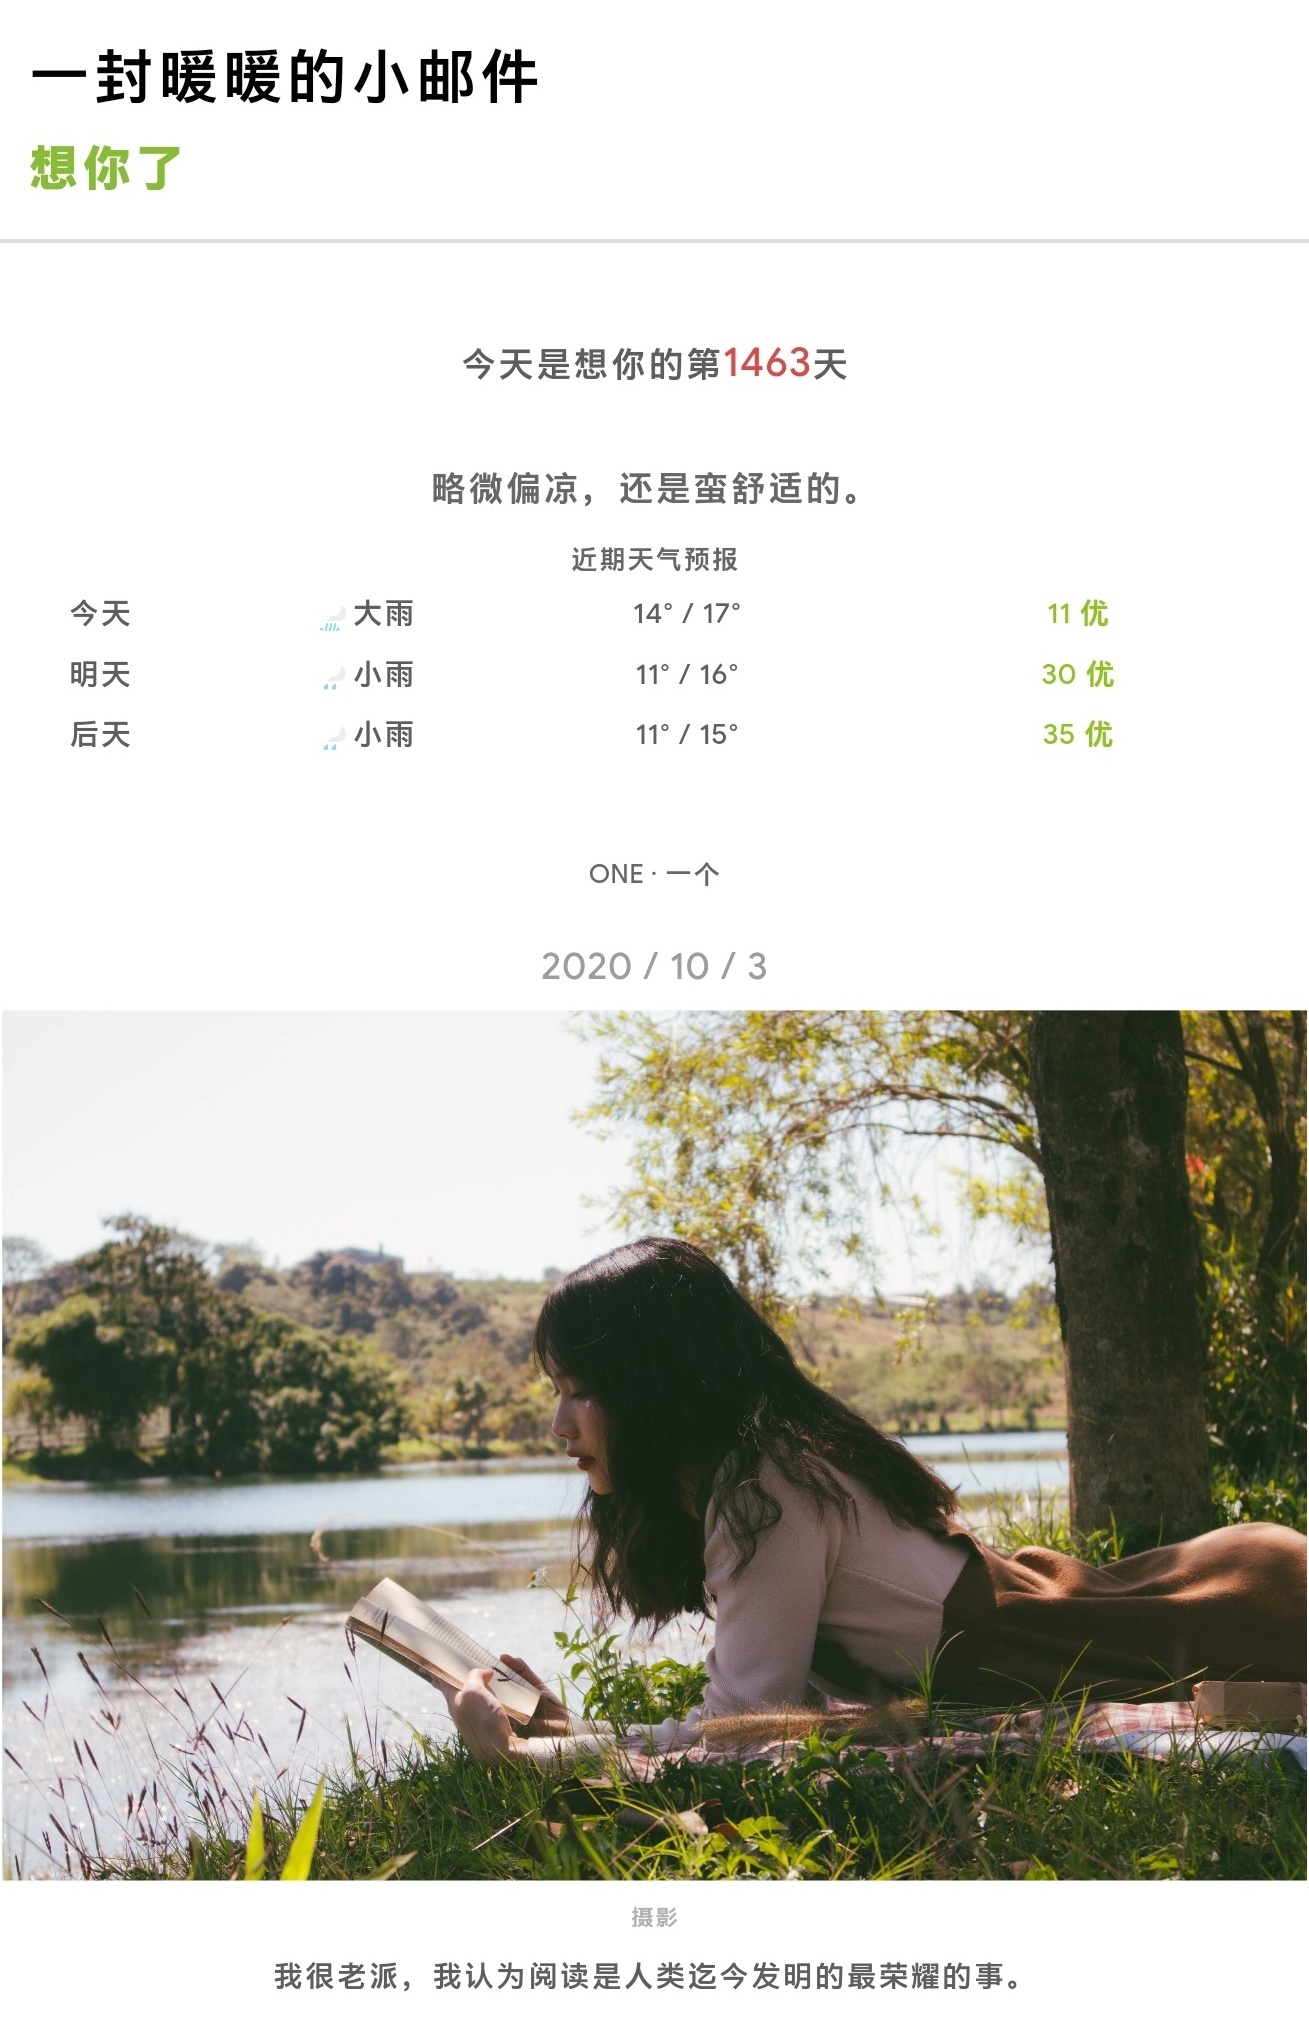 一封暖暖的小邮件
想你了
今天是想你的第1463天
略微偏凉，还是蛮舒适的。
近期天气预报
今天 大雨 14° / 17° 11 优
明天 小雨 11° / 16° 30 优
后天 小雨 11° / 15° 35 优
ONE · 一个
2020 / 10 / 3
摄影
我很老派，我认为阅读是人类迄今发明的最荣耀的事。